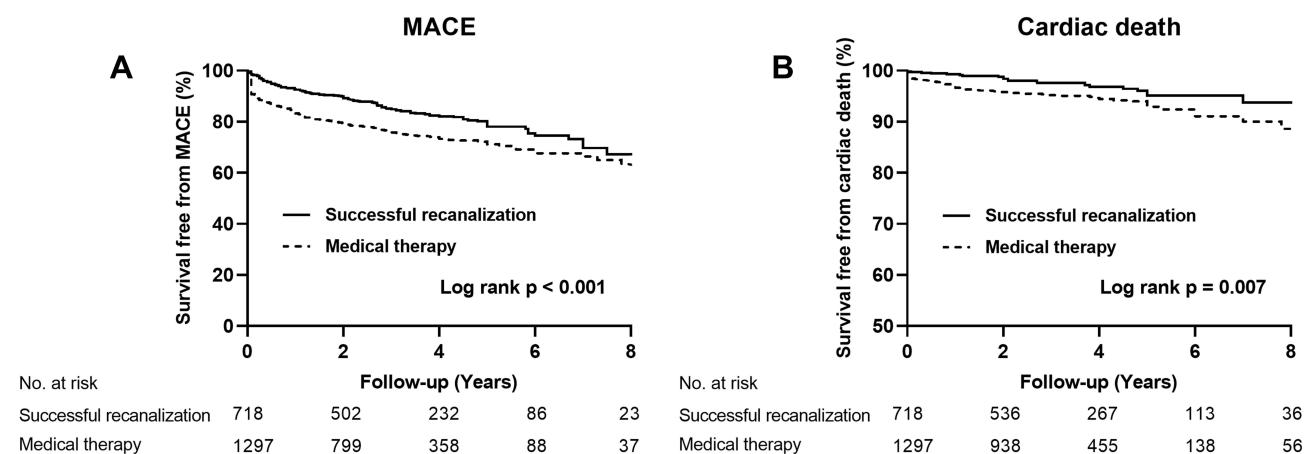 MACE
A
Survival free from MACE (%)
100
80
60
40
20
0
Successful recanalization
Medical therapy
Log rank p < 0.001
0 2 4 6 8
Follow-up (Years)
No. at risk
Successful recanalization 718 502 232 86 23
Medical therapy 1297 799 358 88 37
Cardiac death
B
Survival free from cardiac death (%)
100
90
80
70
60
50
Successful recanalization
Medical therapy
Log rank p = 0.007
0 2 4 6 8
Follow-up (Years)
No. at risk
Successful recanalization 718 536 267 113 36
Medical therapy 1297 938 455 138 56